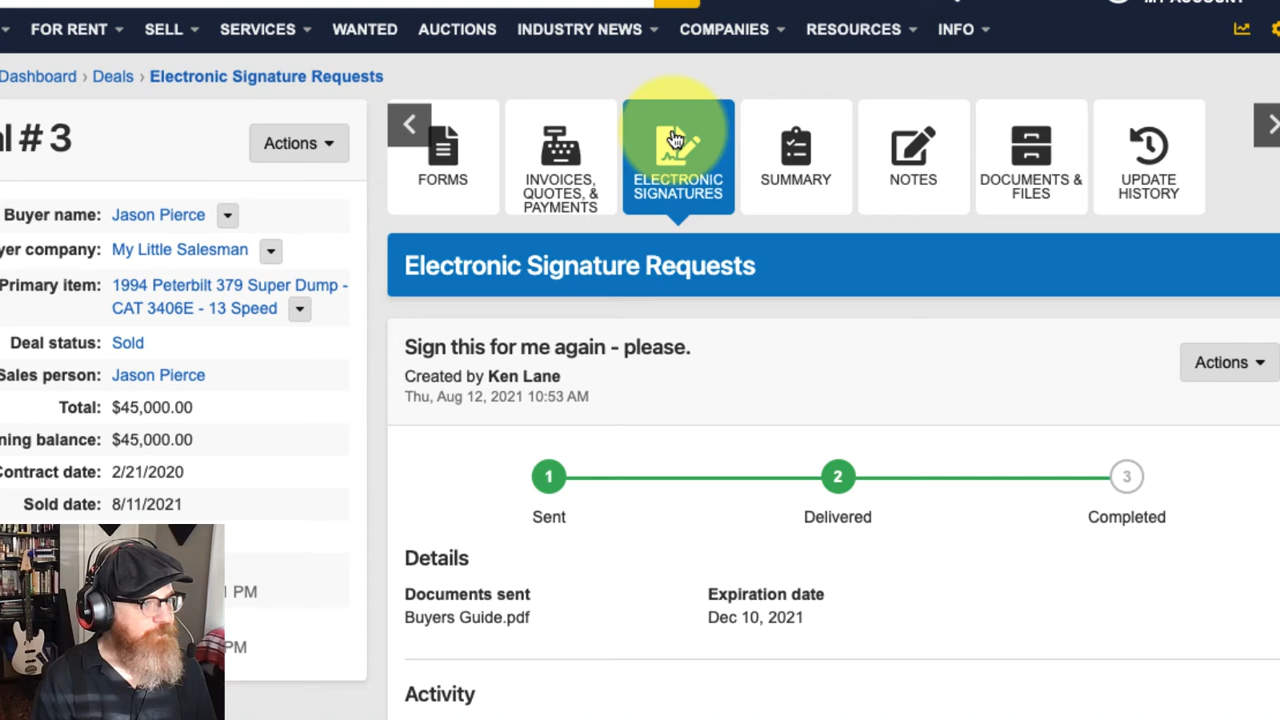 FOR RENT
SELL
SERVICES
WANTED
AUCTIONS
INDUSTRY NEWS
COMPANIES
RESOURCES
INFO
Dashboard › Deals › Electronic Signature Requests
# 3
Actions
FORMS
INVOICES,
QUOTES, &
PAYMENTS
ELECTRONIC
SIGNATURES
SUMMARY
NOTES
DOCUMENTS &
FILES
UPDATE
HISTORY
Buyer name: Jason Pierce
yer company: My Little Salesman
Primary item: 1994 Peterbilt 379 Super Dump -
CAT 3406E - 13 Speed
Deal status: Sold
Sales person: Jason Pierce
Total: $45,000.00
ning balance: $45,000.00
Contract date: 2/21/2020
Sold date: 8/11/2021
PM
PM
Electronic Signature Requests
Sign this for me again - please.
Created by Ken Lane
Thu, Aug 12, 2021 10:53 AM
Actions
1
2
3
Sent
Delivered
Completed
Details
Documents sent
Expiration date
Buyers Guide.pdf
Dec 10, 2021
Activity